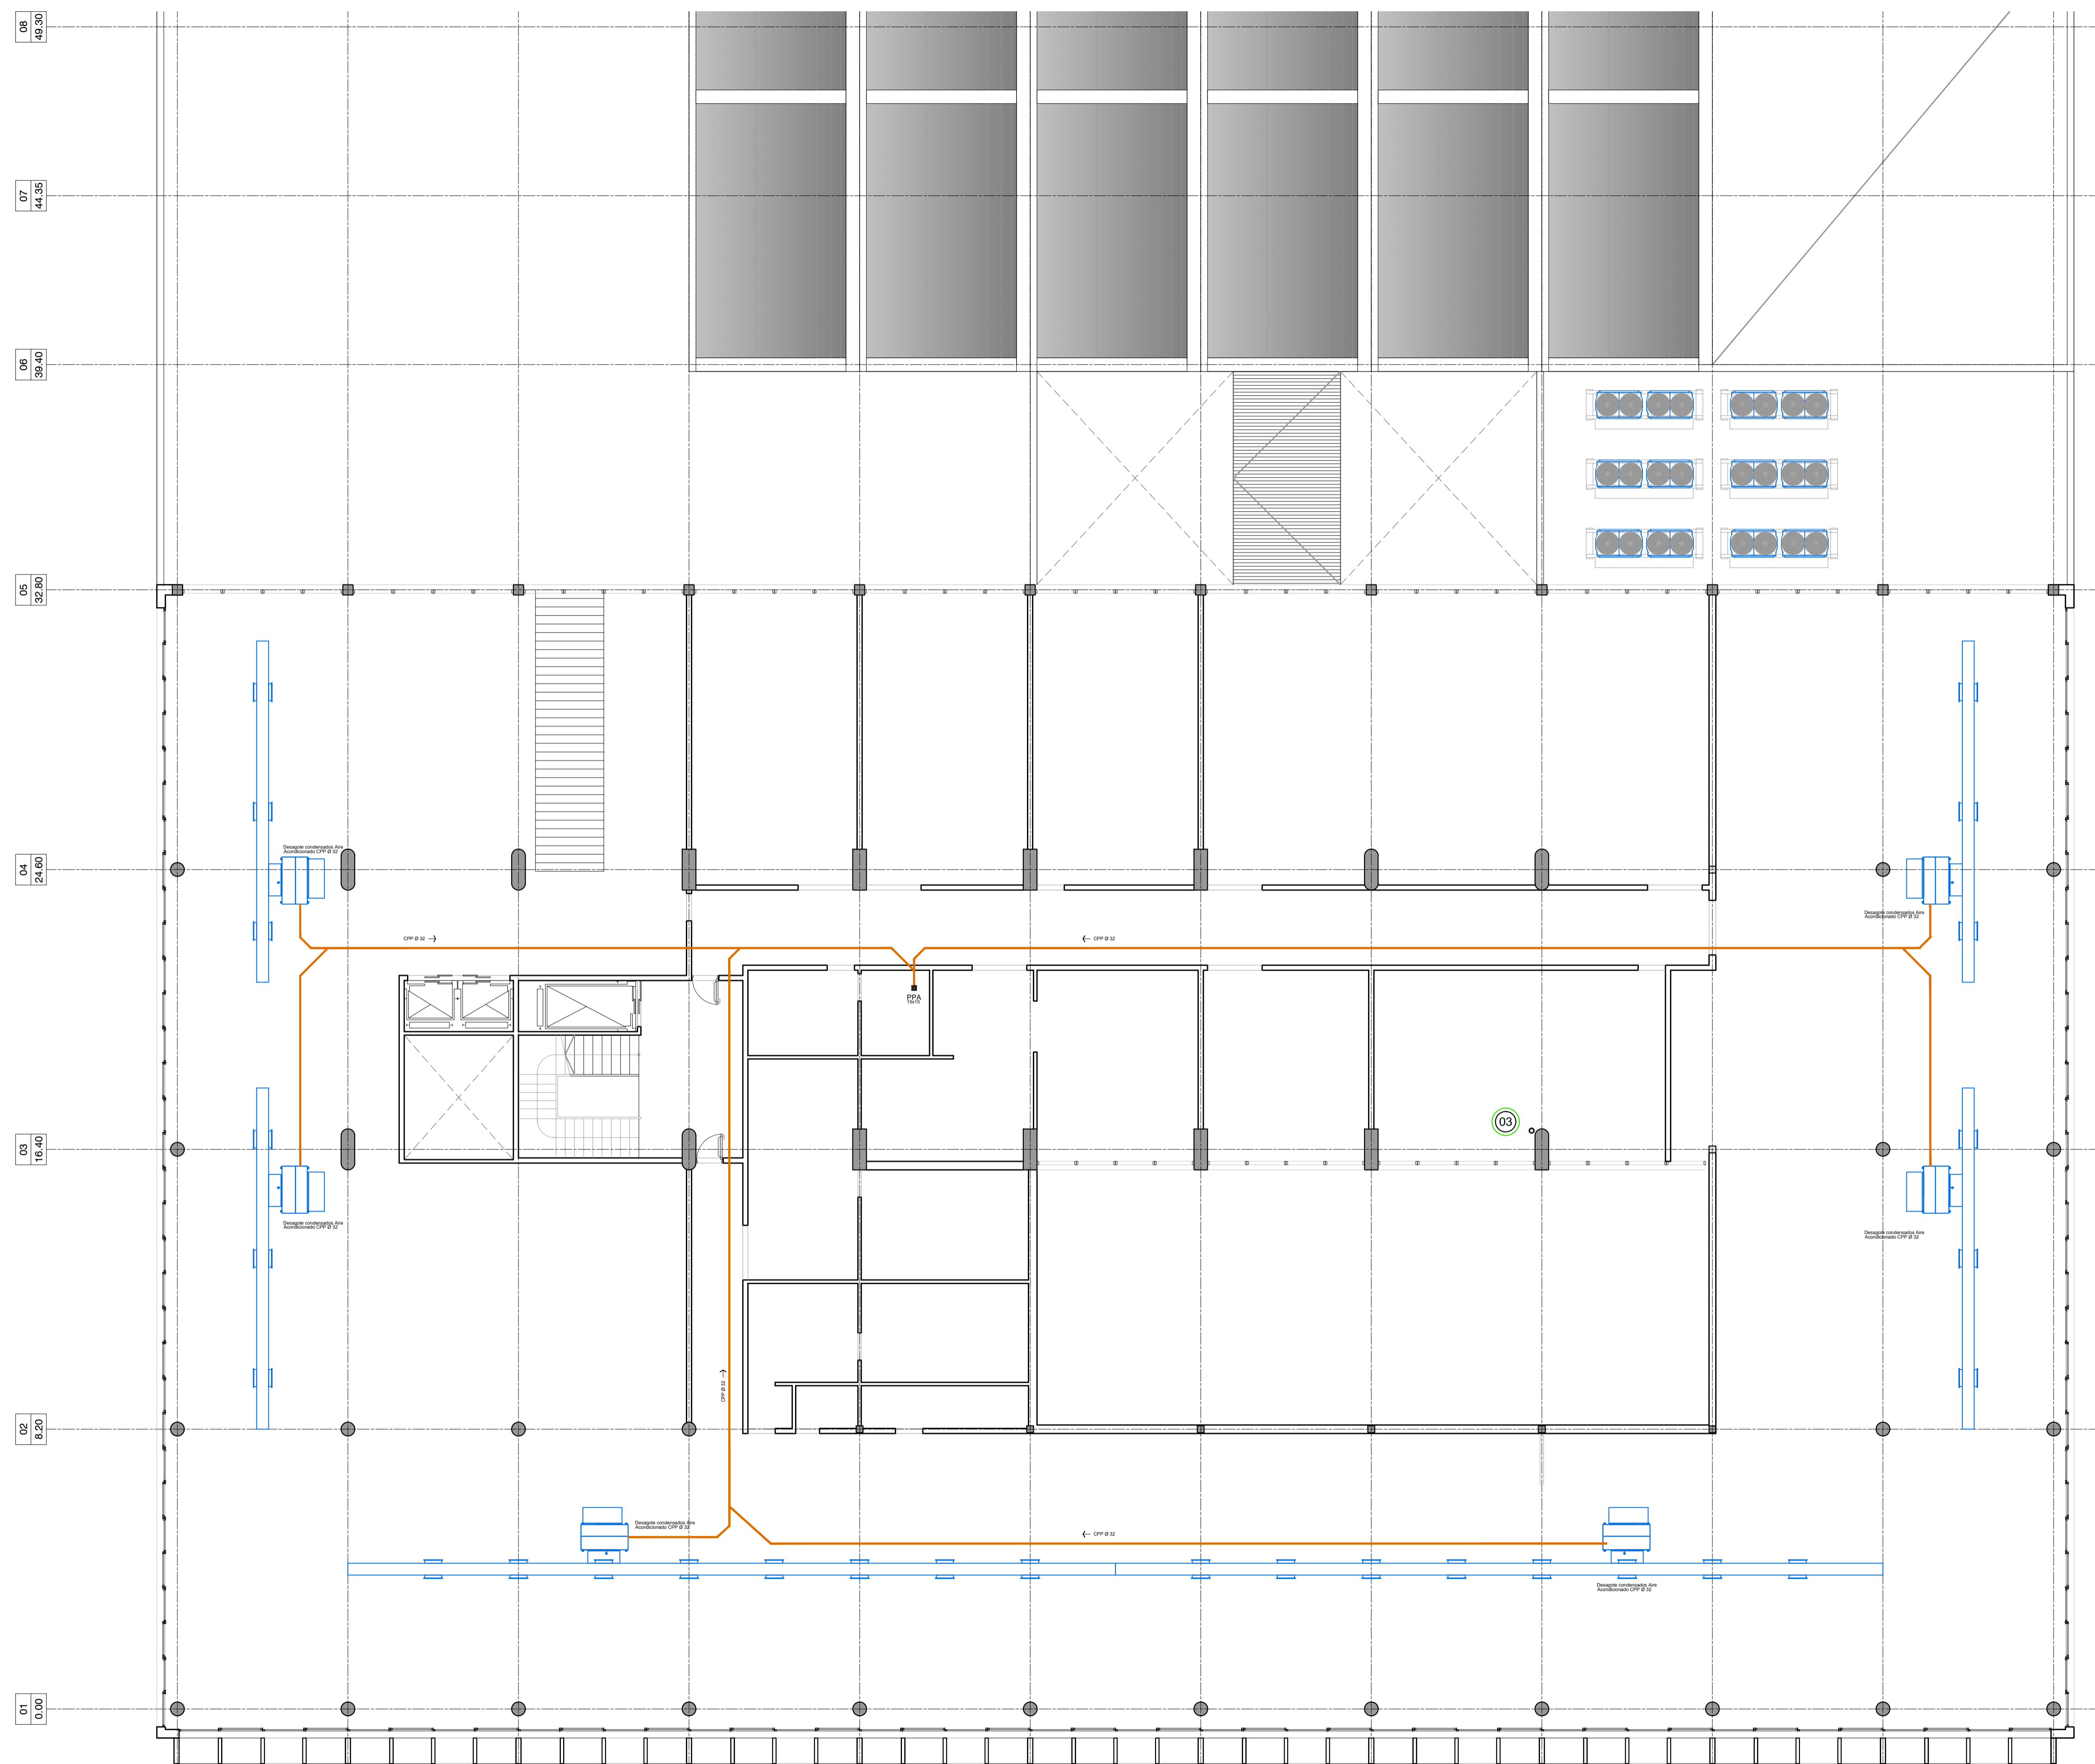 08
49.30
07
44.35
06
39.40
05
32.80
Desagote condensados Aire
Acondicionado CPP Ø 32
04
24.60
Desagote condensados Aire
Acondicionado CPP Ø 32
CPP Ø 32
CPP Ø 32
PPA
15x15
03
03
16.40
Desagote condensados Aire
Acondicionado CPP Ø 32
Desagote condensados Aire
Acondicionado CPP Ø 32
CPP Ø 32
02
8.20
Desagote condensados Aire
Acondicionado CPP Ø 32
CPP Ø 32
Desagote condensados Aire
Acondicionado CPP Ø 32
01
0.00